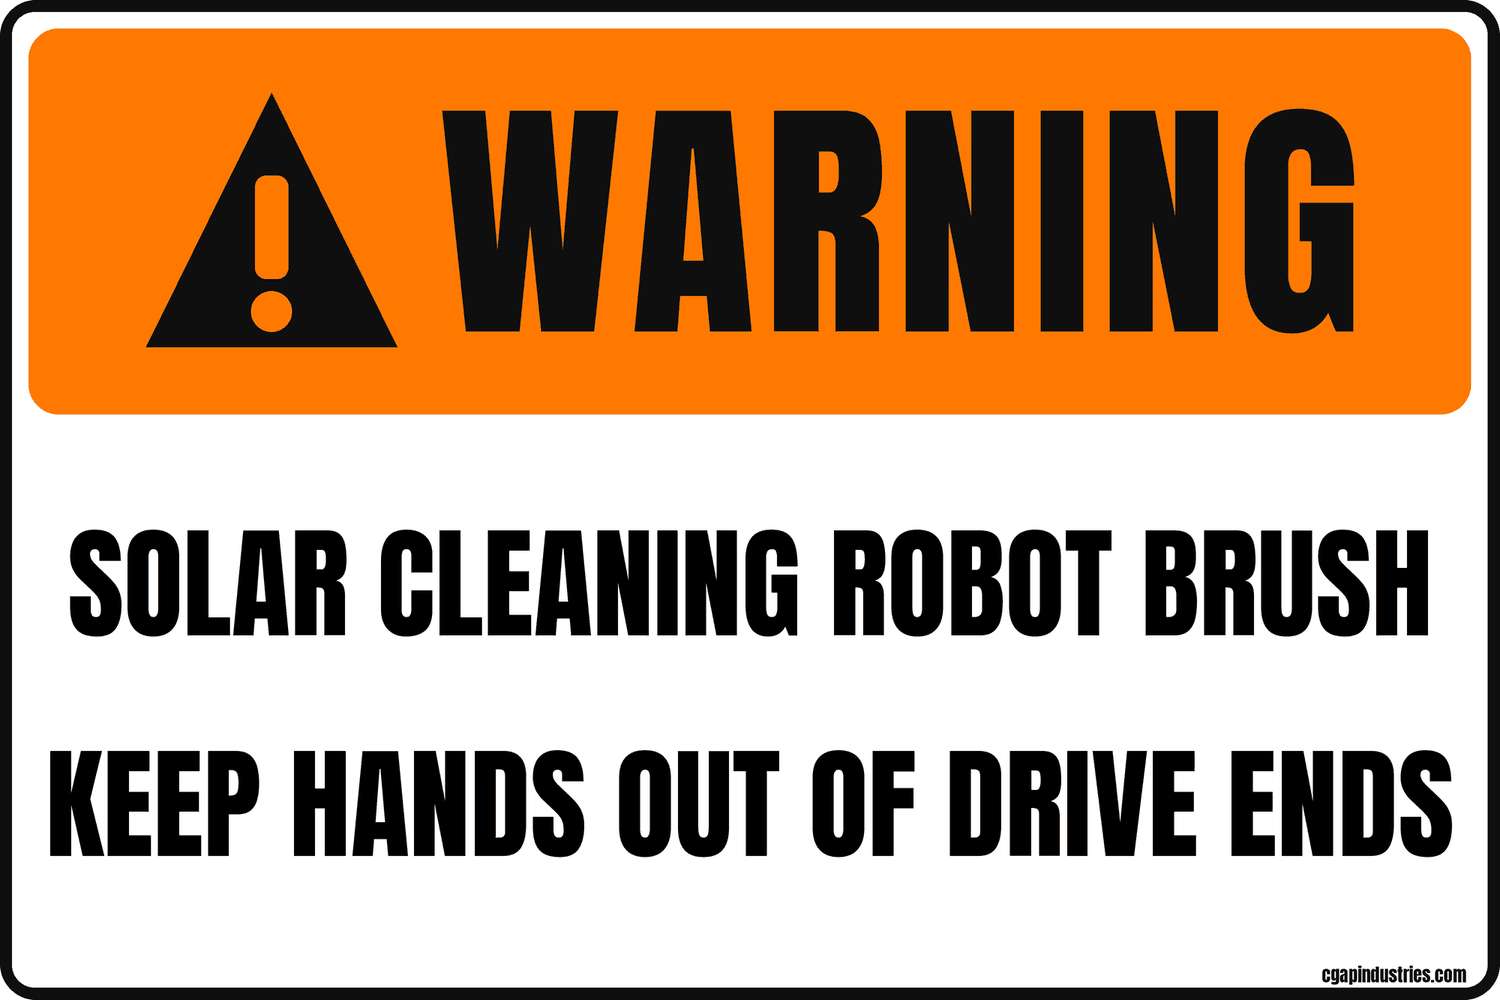 WARNING
SOLAR CLEANING ROBOT BRUSH
KEEP HANDS OUT OF DRIVE ENDS
cgapindustries.com